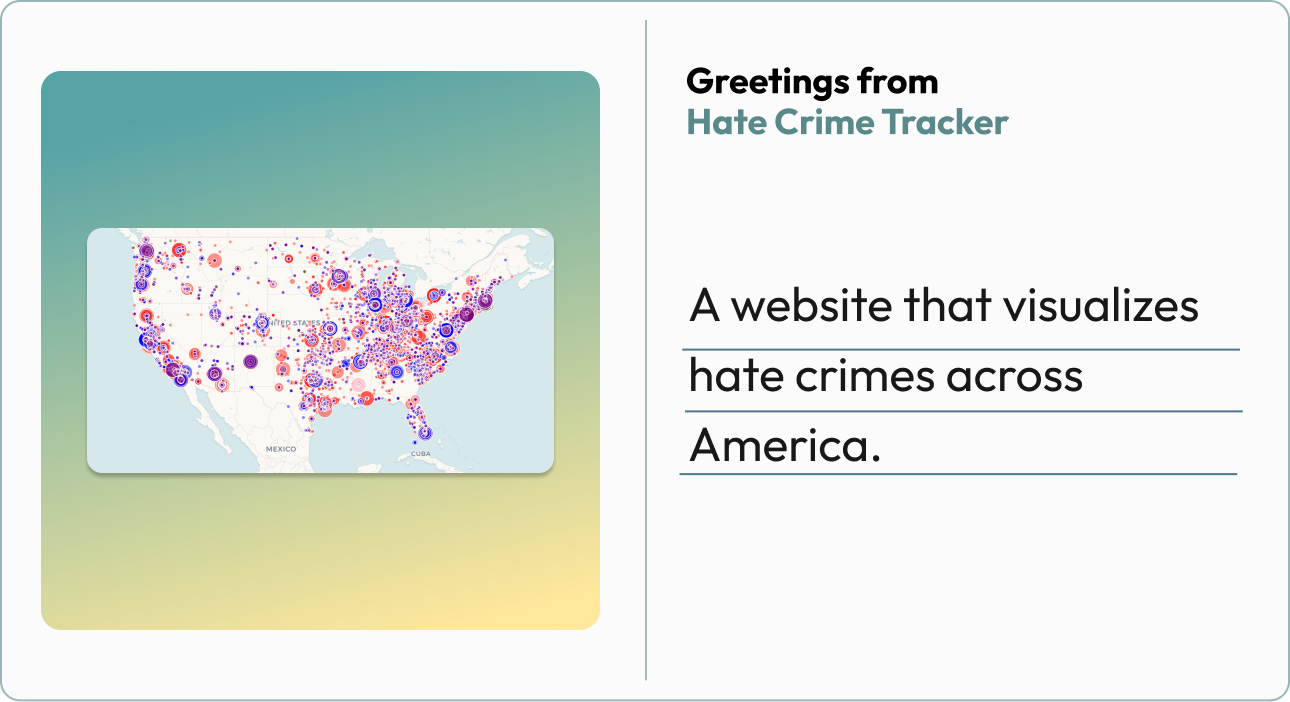 Greetings from
Hate Crime Tracker
A website that visualizes
hate crimes across
America.
UNITED STATES
MEXICO
CUBA